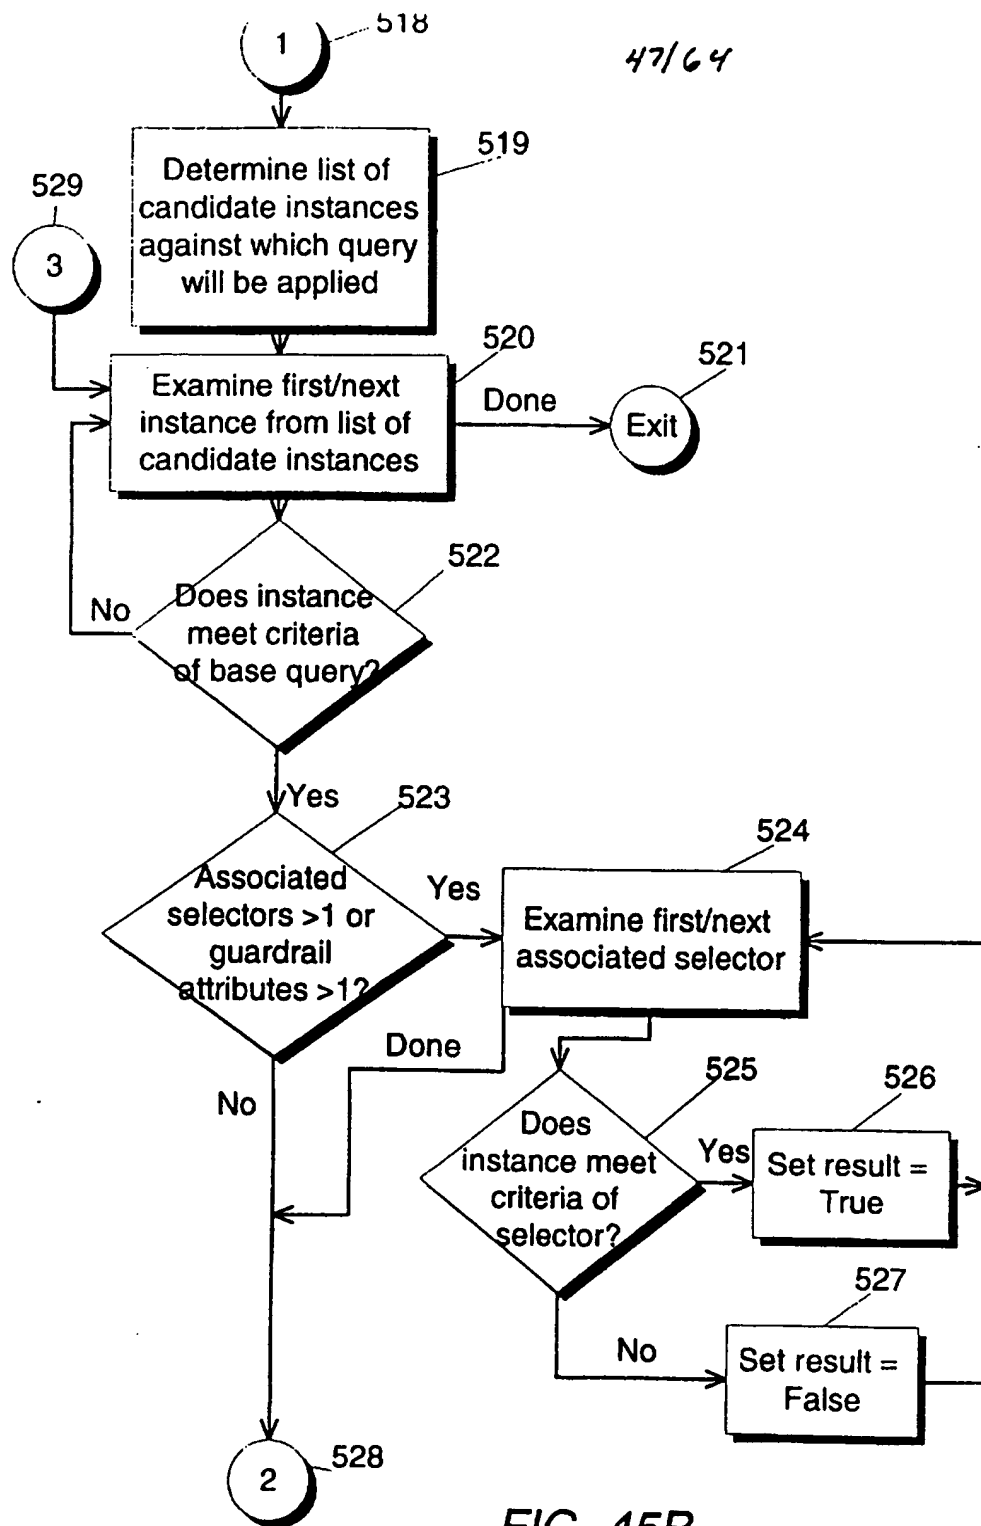 518
1
47/64
519
Determine list of
candidate instances
against which query
will be applied
529
3
520
Examine first/next
instance from list of
candidate instances
Done
521
Exit
522
Does instance
meet criteria
of base query?
No
Yes
523
Associated
selectors >1 or
guardrail
attributes >1?
Yes
524
Examine first/next
associated selector
Done
No
525
Does
instance meet
criteria of
selector?
Yes
526
Set result =
True
527
No
Set result =
False
2
528
FIG. 45B